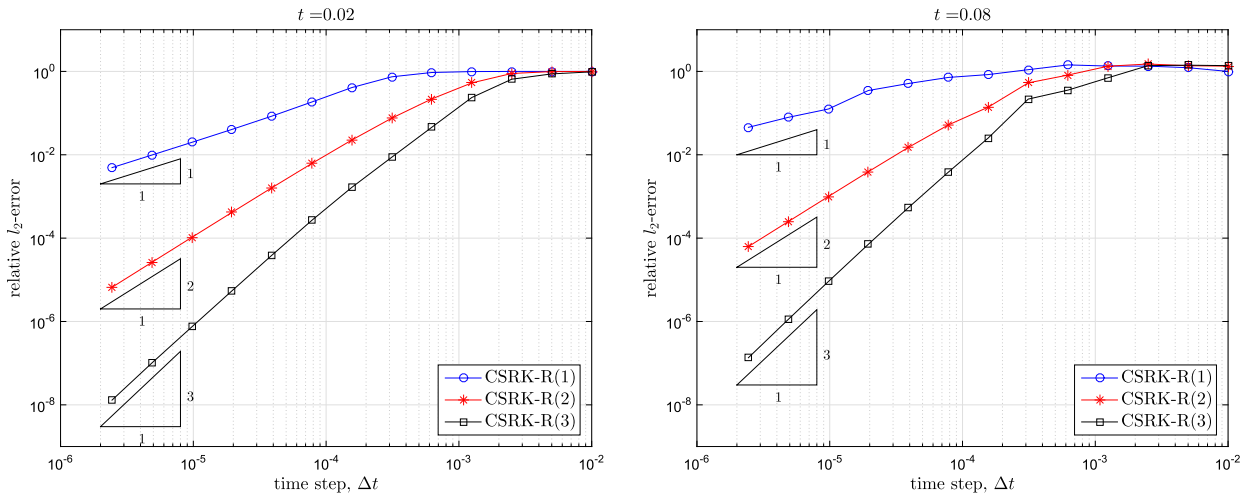 t =0.02
10^0
10^-2
10^-4
10^-6
10^-8
relative l_2-error
1
1
2
1
3
1
CSRK-R(1)
CSRK-R(2)
CSRK-R(3)
10^-6
10^-5
10^-4
10^-3
10^-2
time step, Δt
t =0.08
10^0
10^-2
10^-4
10^-6
10^-8
relative l_2-error
1
1
2
1
3
1
CSRK-R(1)
CSRK-R(2)
CSRK-R(3)
10^-6
10^-5
10^-4
10^-3
10^-2
time step, Δt